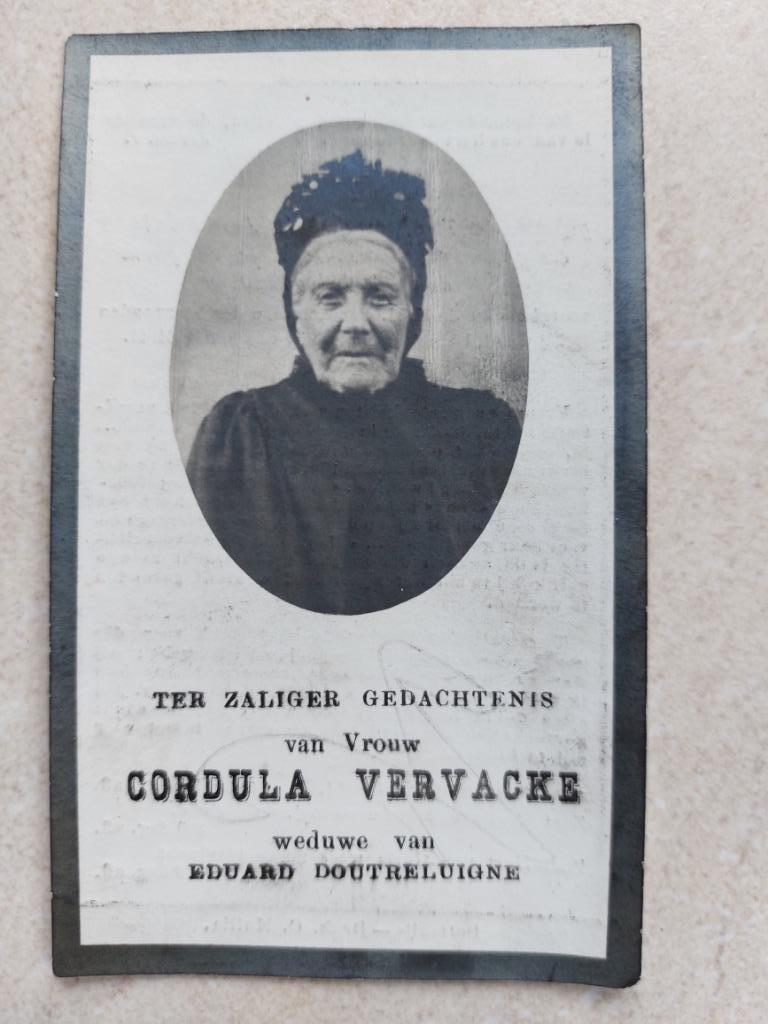 TER ZALIGER GEDACHTENIS
van Vrouw
CORDULA VERVACKE
weduwe van
EDUARD DOUTRELUIGNE